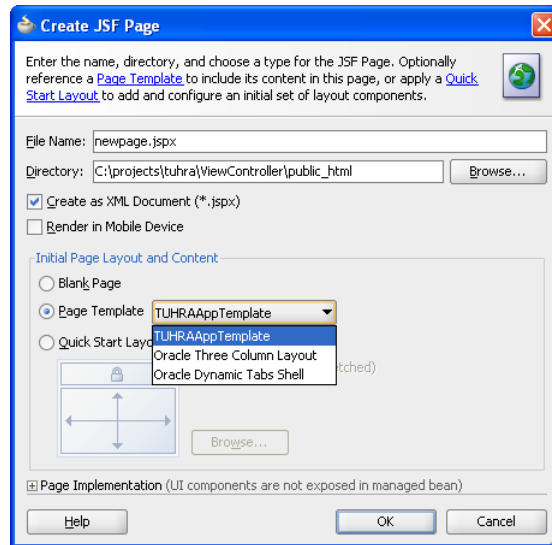 Create JSF Page
Enter the name, directory, and choose a type for the JSF Page. Optionally
reference a Page Template to include its content in this page, or apply a Quick
Start Layout to add and configure an initial set of layout components.
File Name: newpage.jspx
Directory: C:\projects\tuhra\ViewController\public_html Browse...
Create as XML Document (*.jspx)
Render in Mobile Device
Initial Page Layout and Content
Blank Page
Page Template TUHRAAppTemplate
TUHRAAppTemplate
Quick Start Oracle Three Column Layout
Oracle Dynamic Tabs Shell
Browse...
Page Implementation (UI components are not exposed in managed bean)
Help OK Cancel